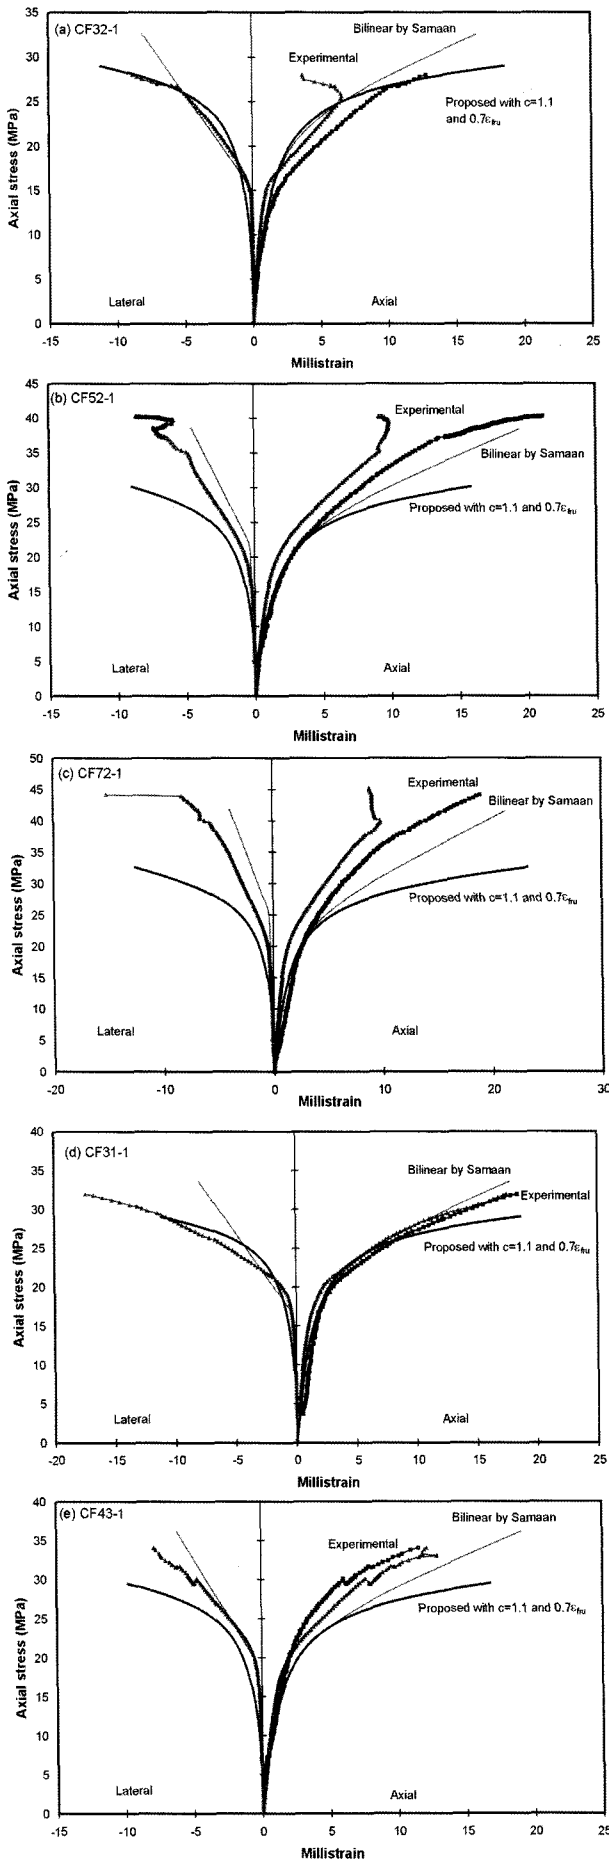 (a) CF32-1
Bilinear by Samaan
Experimental
Proposed with c=1.1
and 0.7εfru
Axial stress (MPa)
35
30
25
20
15
10
5
0
Lateral
Axial
-15 -10 -5 0 5 10 15 20 25
Millistrain
(b) CF52-1
Experimental
Bilinear by Samaan
Proposed with c=1.1 and 0.7εfru
Axial stress (MPa)
45
40
35
30
25
20
15
10
5
0
Lateral
Axial
-15 -10 -5 0 5 10 15 20 25
Millistrain
(c) CF72-1
Experimental
Bilinear by Samaan
Proposed with c=1.1 and 0.7εfru
Axial stress (MPa)
50
45
40
35
30
25
20
15
10
5
0
Lateral
Axial
-20 -10 0 10 20 30
Millistrain
(d) CF31-1
Bilinear by Samaan
Experimental
Proposed with c=1.1 and 0.7εfru
Axial stress (MPa)
40
35
30
25
20
15
10
5
0
Lateral
Axial
-20 -15 -10 -5 0 5 10 15 20 25
Millistrain
(e) CF43-1
Bilinear by Samaan
Experimental
Proposed with c=1.1 and 0.7εfru
Axial stress (MPa)
40
35
30
25
20
15
10
5
0
Lateral
Axial
-15 -10 -5 0 5 10 15 20 25
Millistrain